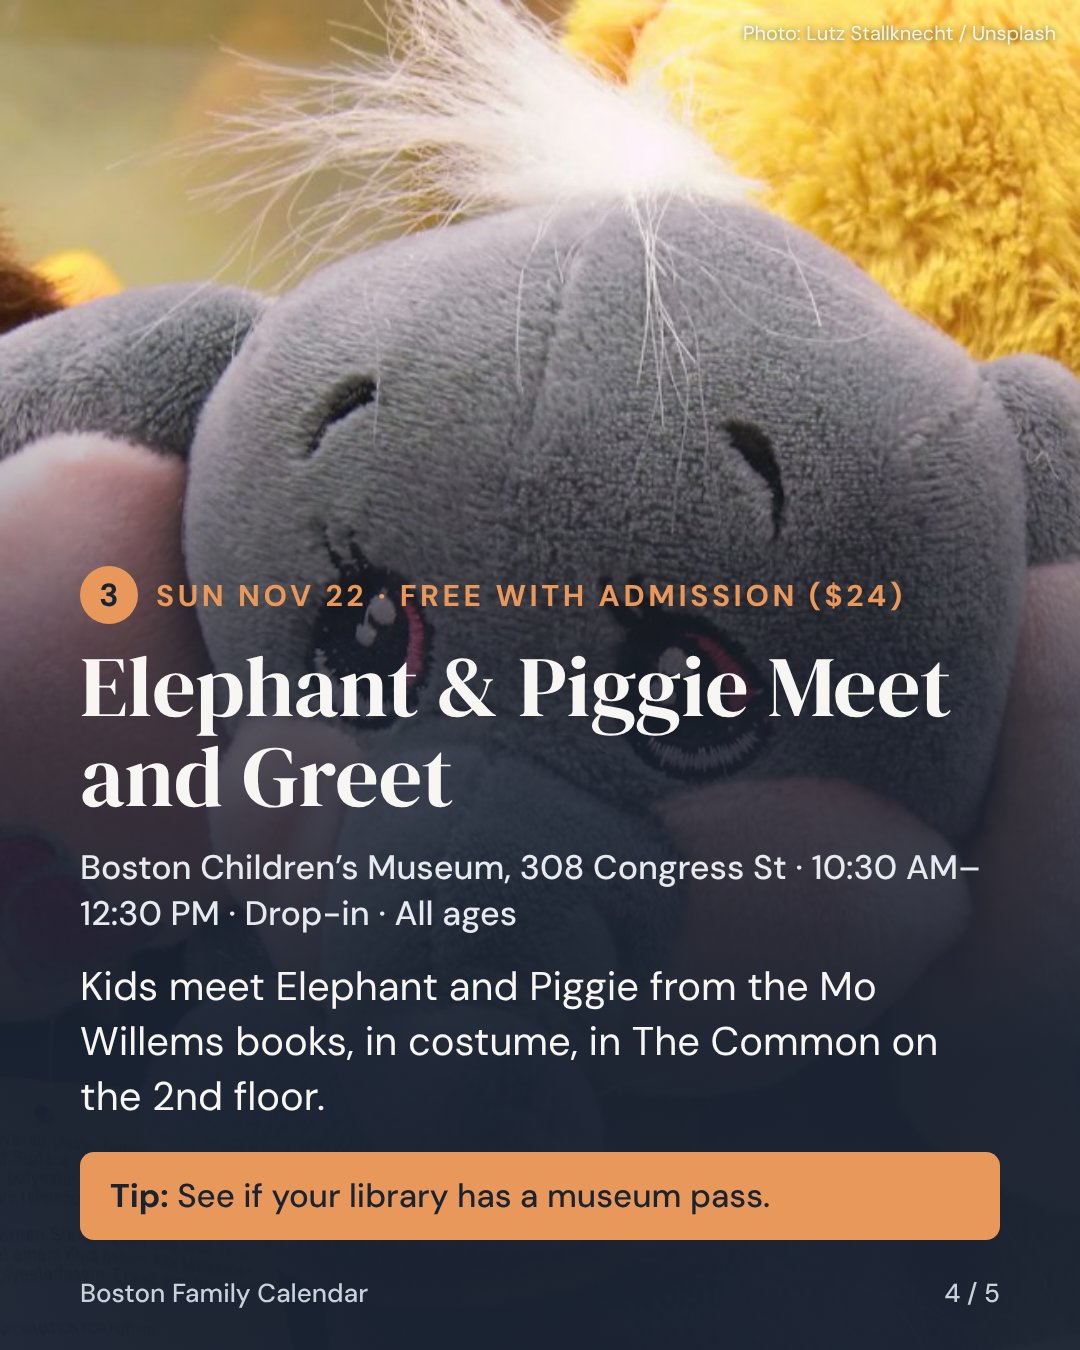 Photo: Lutz Stallknecht / Unsplash
3 SUN NOV 22 · FREE WITH ADMISSION ($24)
Elephant & Piggie Meet
and Greet
Boston Children’s Museum, 308 Congress St · 10:30 AM–
12:30 PM · Drop-in · All ages
Kids meet Elephant and Piggie from the Mo
Willems books, in costume, in The Common on
the 2nd floor.
Tip: See if your library has a museum pass.
Boston Family Calendar 4 / 5